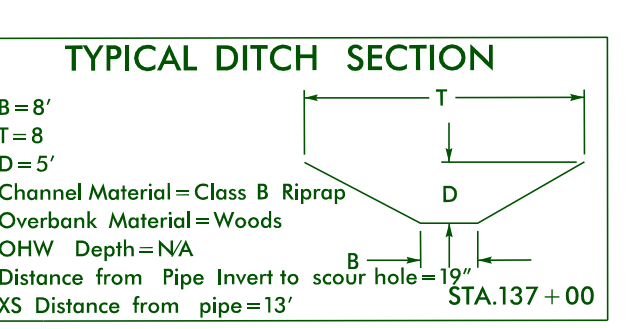 TYPICAL DITCH SECTION
B=8'
T=8
D=5'
Channel Material=Class B Riprap
Overbank Material=Woods
OHW Depth=N/A
Distance from Pipe Invert to scour hole=19"
XS Distance from pipe=13'
T
D
B
STA.137+00